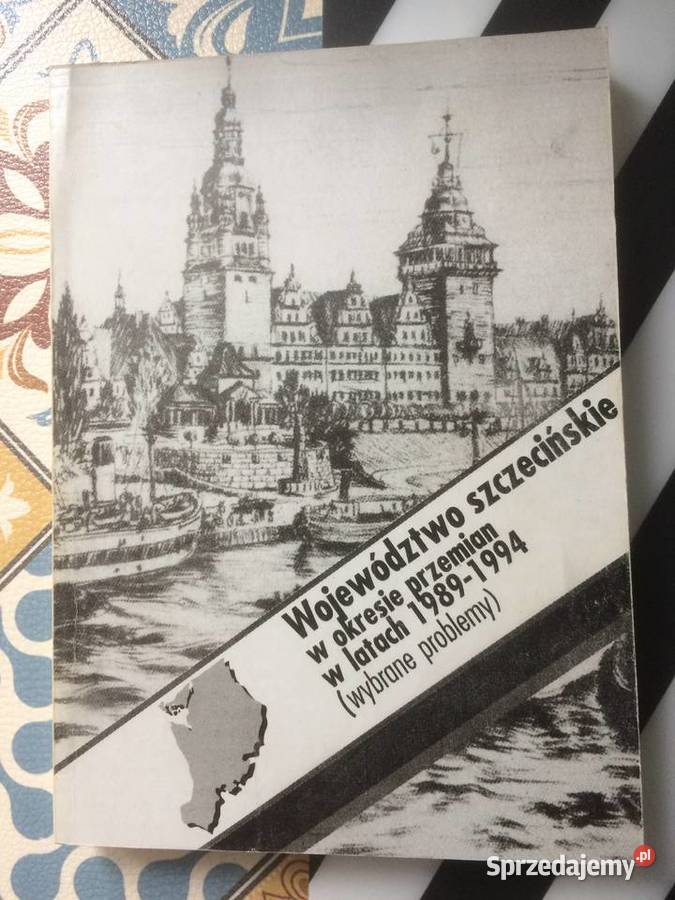 Województwo szczecińskie
w okresie przemian
w latach 1989-1994
(wybrane problemy)
Sprzedajemy.pl